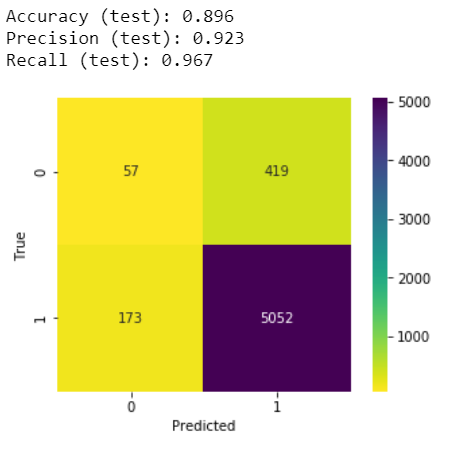 Accuracy (test): 0.896
Precision (test): 0.923
Recall (test): 0.967
0 57 419 5000
4000
3000
2000
1000
True
1 173 5052
0 1
Predicted